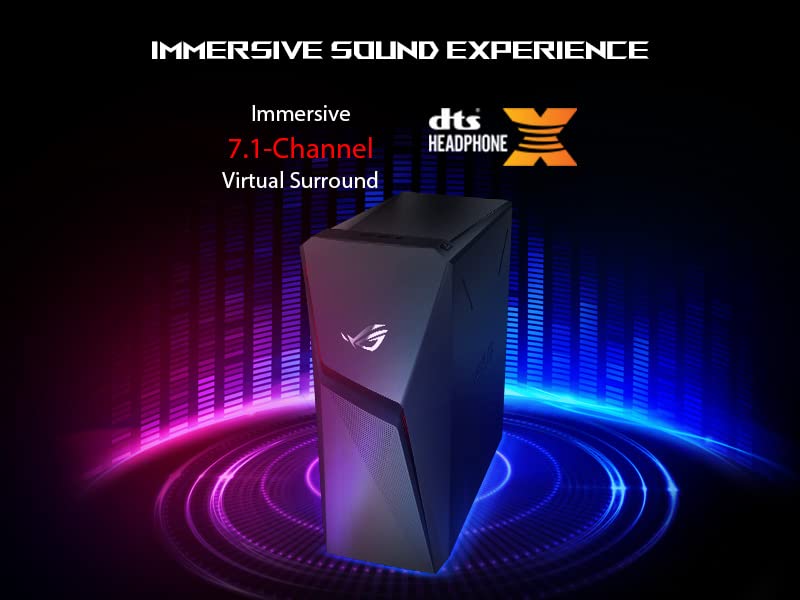 IMMERSIVE SOUND EXPERIENCE
Immersive
7.1-Channel
Virtual Surround
dts®
HEADPHONE X